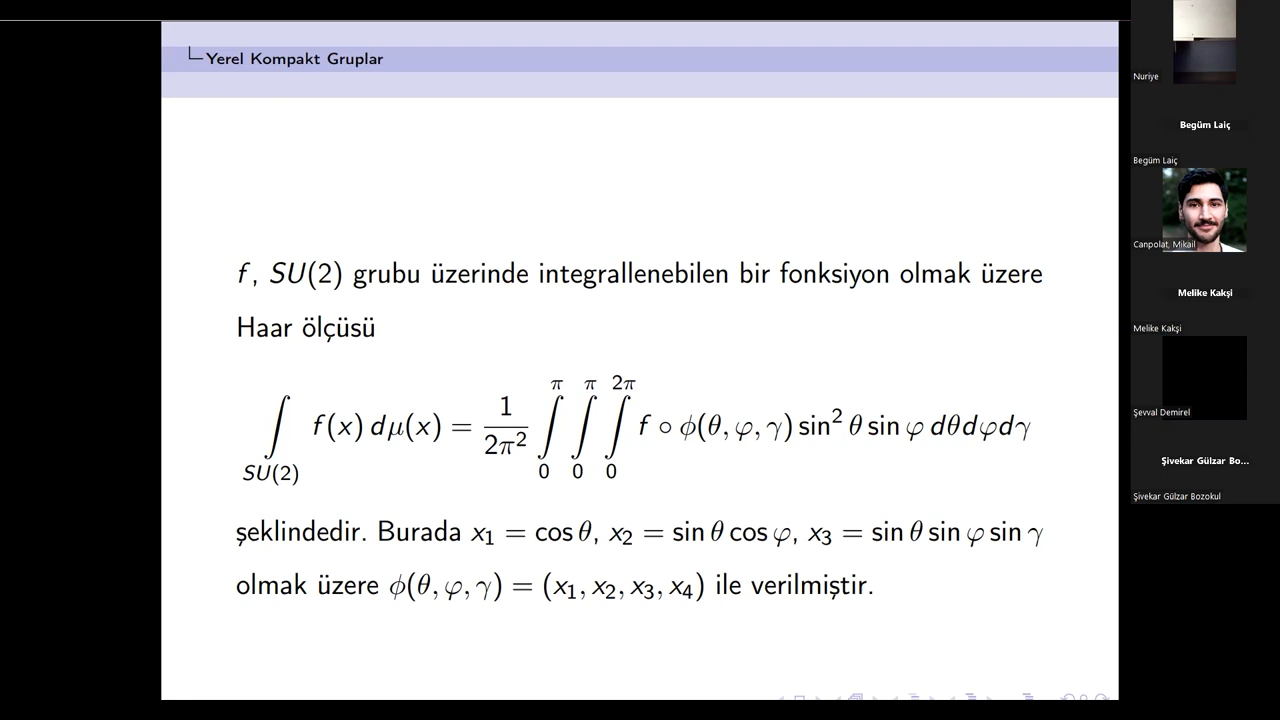 Yerel Kompakt Gruplar
f, SU(2) grubu üzerinde integrallenebilen bir fonksiyon olmak üzere
Haar ölçüsü
∫_{SU(2)} f(x) dμ(x) = 1/(2π²) ∫_0^π ∫_0^π ∫_0^{2π} f ∘ ϕ(θ, φ, γ) sin² θ sin φ dθdφdγ
şeklindedir. Burada x₁ = cos θ, x₂ = sin θ cos φ, x₃ = sin θ sin φ sin γ
olmak üzere ϕ(θ, φ, γ) = (x₁, x₂, x₃, x₄) ile verilmiştir.
Nuriye
Begüm Laiç
Begüm Laiç
Canpolat, Mikail
Melike Kakşi
Melike Kakşi
Şevval Demirel
Şivekar Gülzar Bo...
Şivekar Gülzar Bozokul